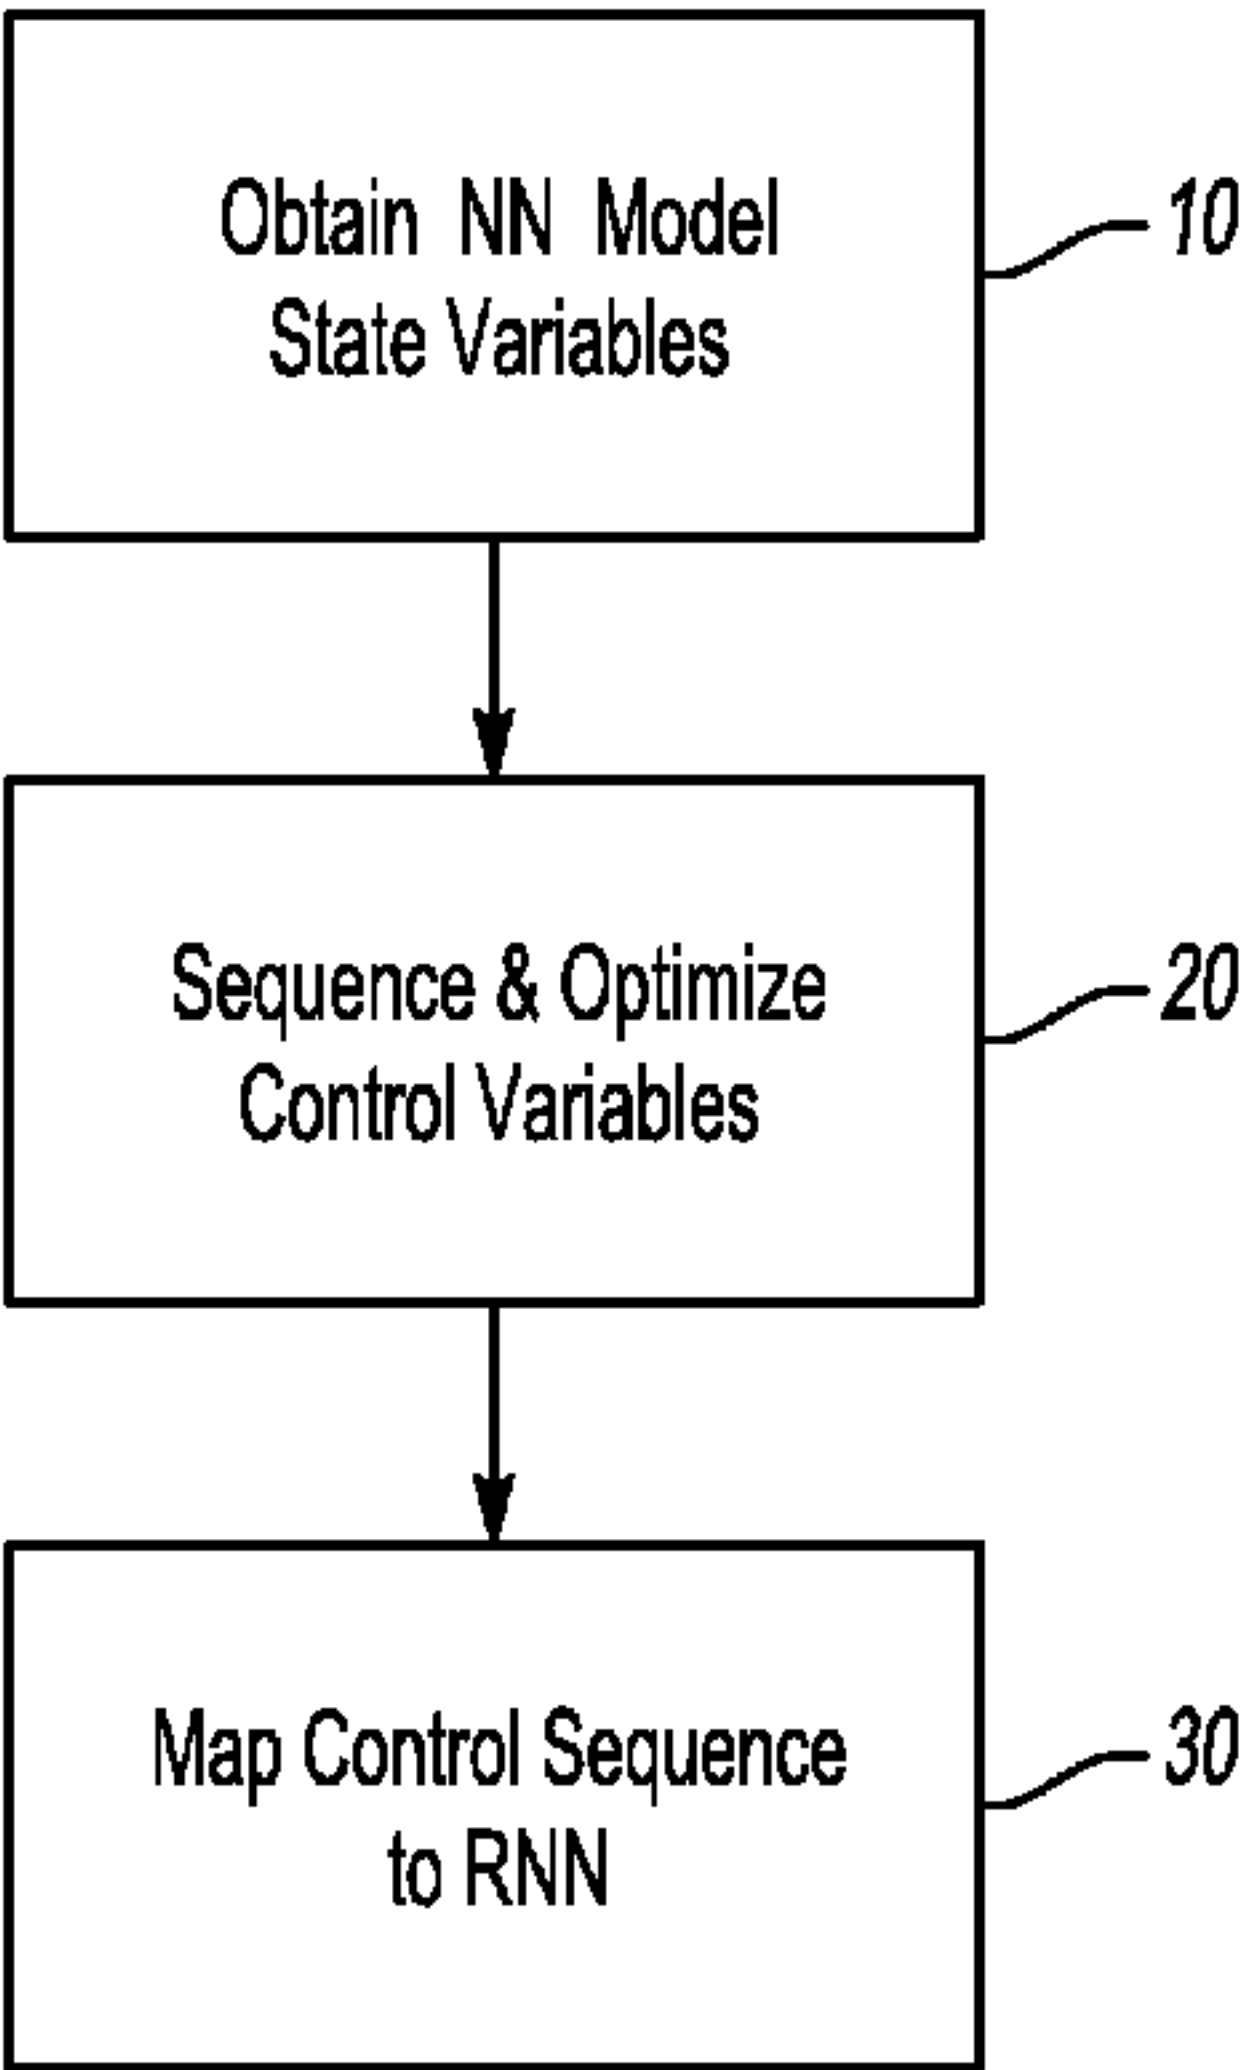 Obtain NN Model
State Variables
10
Sequence & Optimize
Control Variables
20
Map Control Sequence
to RNN
30